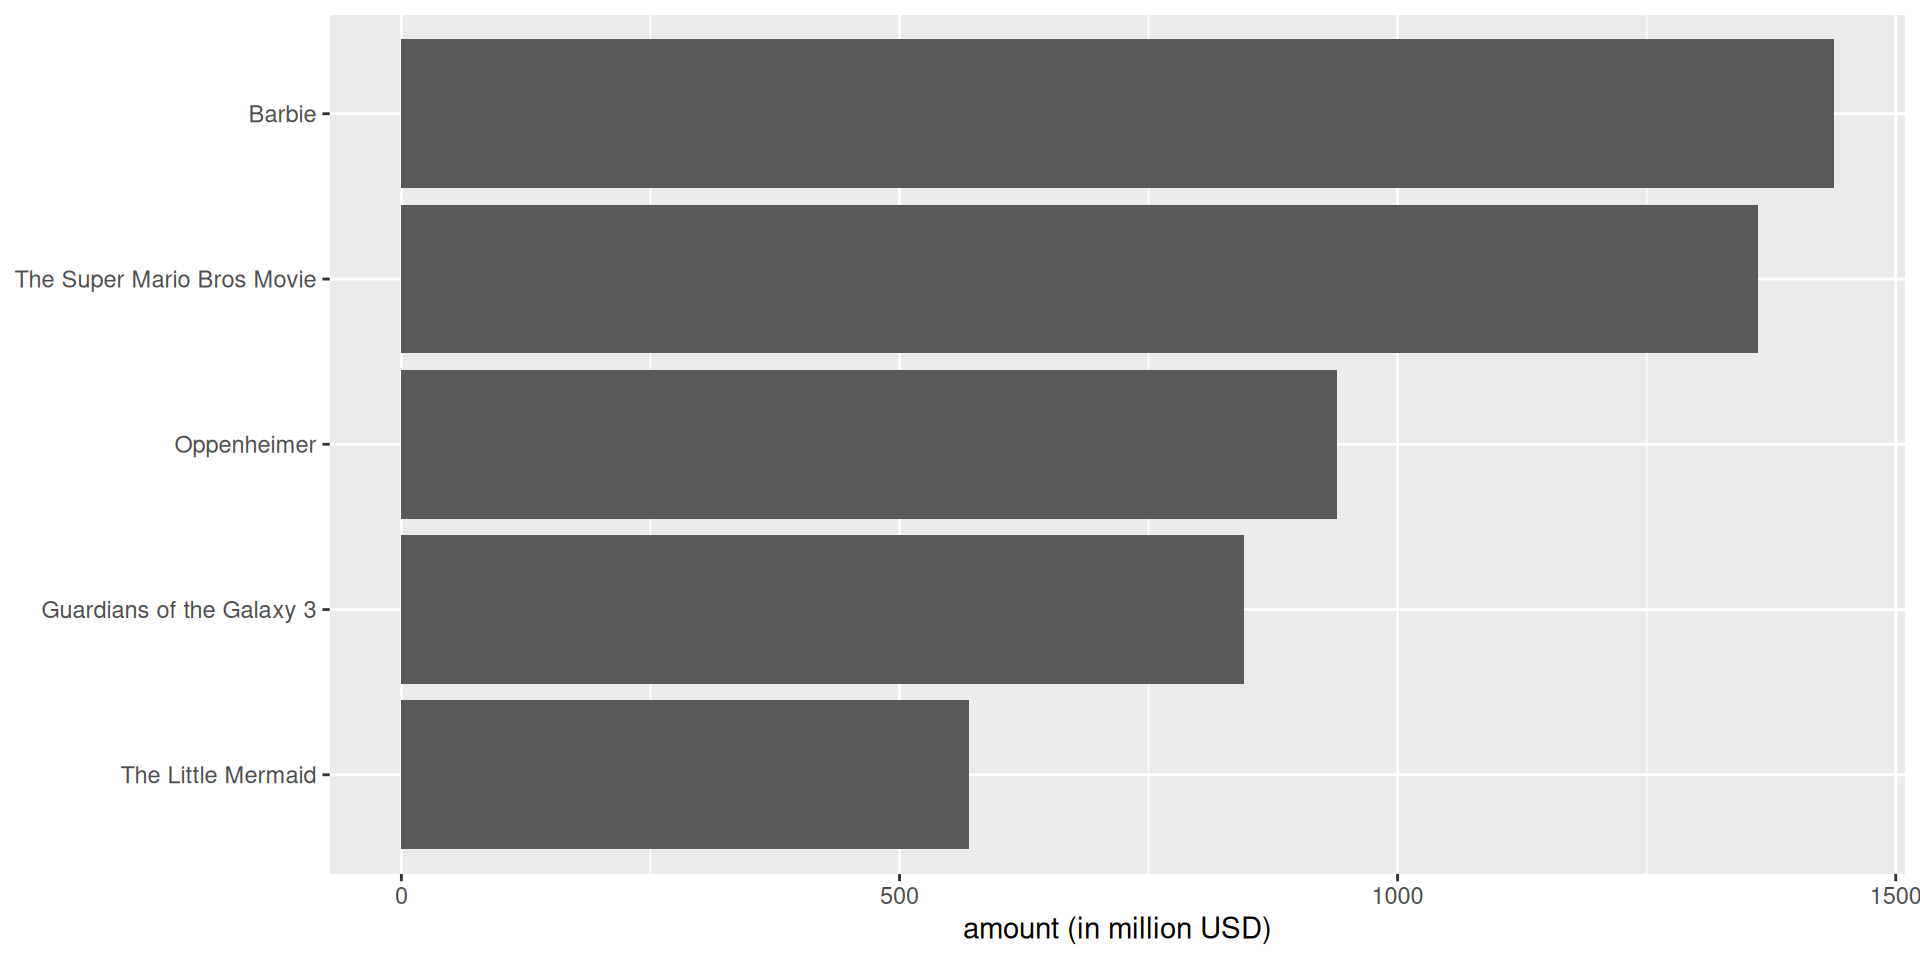 Barbie
The Super Mario Bros Movie
Oppenheimer
Guardians of the Galaxy 3
The Little Mermaid
0 500 1000 1500
amount (in million USD)